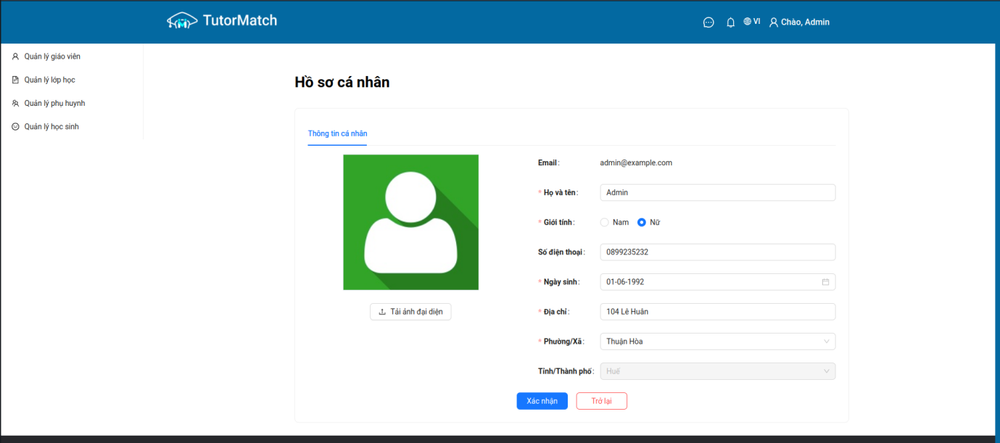 TutorMatch
VI Chào, Admin
Quản lý giáo viên
Quản lý lớp học
Quản lý phụ huynh
Quản lý học sinh
Hồ sơ cá nhân
Thông tin cá nhân
Tải ảnh đại diện
Email: admin@example.com
* Họ và tên: Admin
* Giới tính: Nam Nữ
Số điện thoại: 0899235232
* Ngày sinh: 01-06-1992
* Địa chỉ: 104 Lê Huân
* Phường/Xã: Thuận Hòa
Tỉnh/Thành phố: Huế
Xác nhận Trở lại